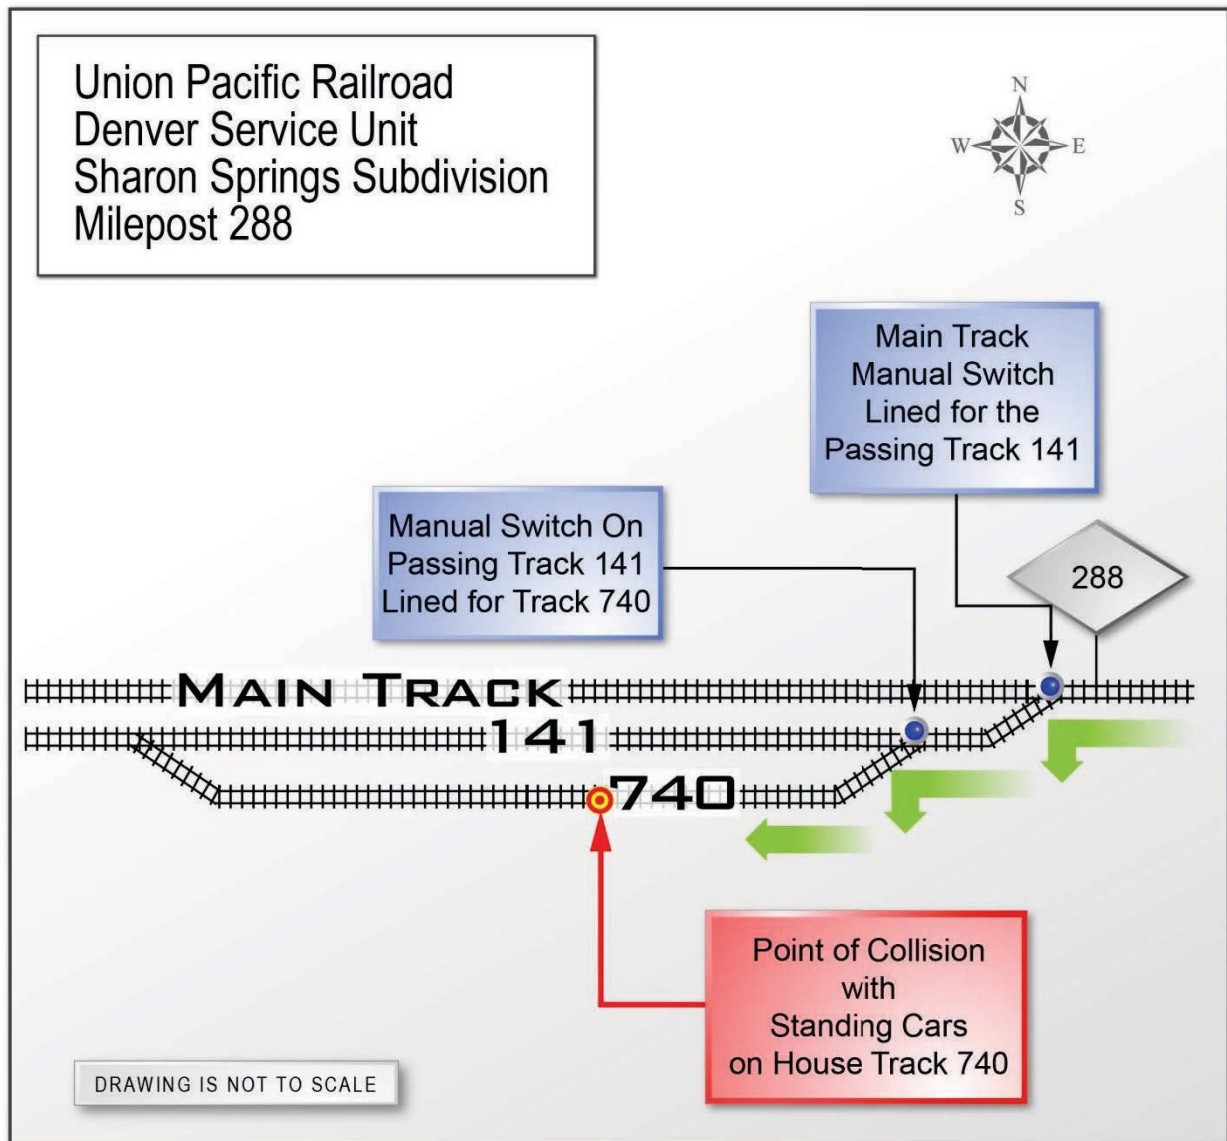 Union Pacific Railroad
Denver Service Unit
Sharon Springs Subdivision
Milepost 288
N
W
E
S
Main Track
Manual Switch
Lined for the
Passing Track 141
Manual Switch On
Passing Track 141
Lined for Track 740
288
MAIN TRACK
141
740
Point of Collision
with
Standing Cars
on House Track 740
DRAWING IS NOT TO SCALE